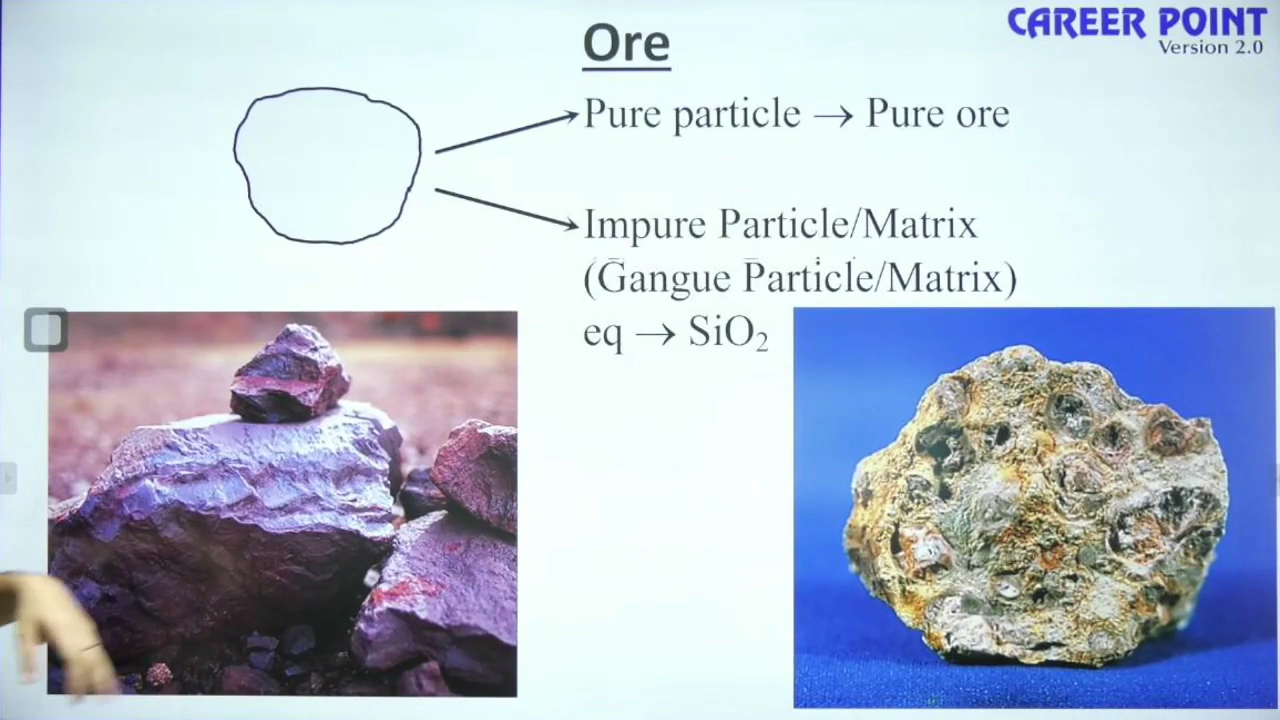 CAREER POINT
Version 2.0
Ore
Pure particle → Pure ore
Impure Particle/Matrix
(Gangue Particle/Matrix)
eq → SiO₂